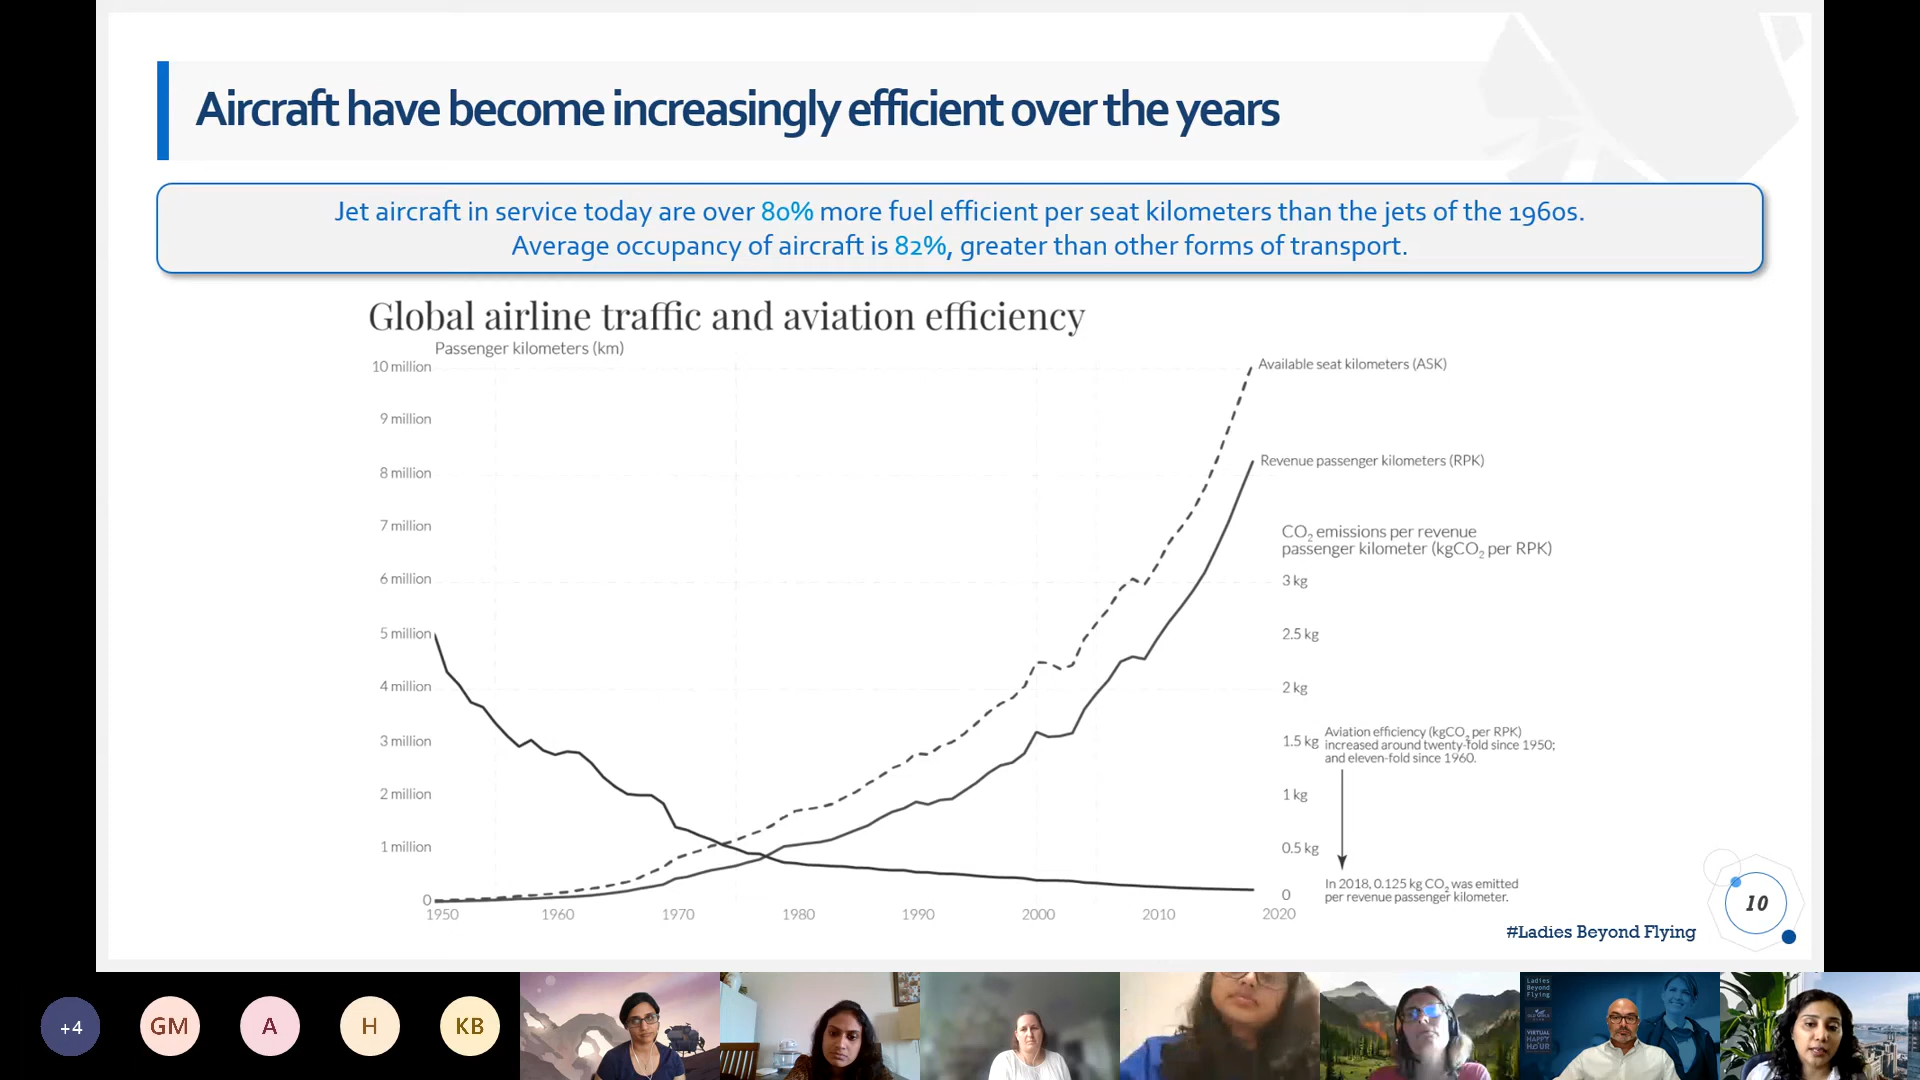 Aircraft have become increasingly efficient over the years
Jet aircraft in service today are over 80% more fuel efficient per seat kilometers than the jets of the 1960s.
Average occupancy of aircraft is 82%, greater than other forms of transport.
Global airline traffic and aviation efficiency
Passenger kilometers (km)
10 million
9 million
8 million
7 million
6 million
5 million
4 million
3 million
2 million
1 million
0
1950
1960
1970
1980
1990
2000
2010
2020
Available seat kilometers (ASK)
Revenue passenger kilometers (RPK)
CO₂ emissions per revenue
passenger kilometer (kgCO₂ per RPK)
3 kg
2.5 kg
2 kg
1.5 kg
1 kg
0.5 kg
0
Aviation efficiency (kgCO₂ per RPK)
increased around twenty-fold since 1950;
and eleven-fold since 1960.
In 2018, 0.125 kg CO₂ was emitted
per revenue passenger kilometer.
#Ladies Beyond Flying
10
+4
GM
A
H
KB
Ladies
Beyond
Flying
VIRTUAL
HAPPY
HOUR